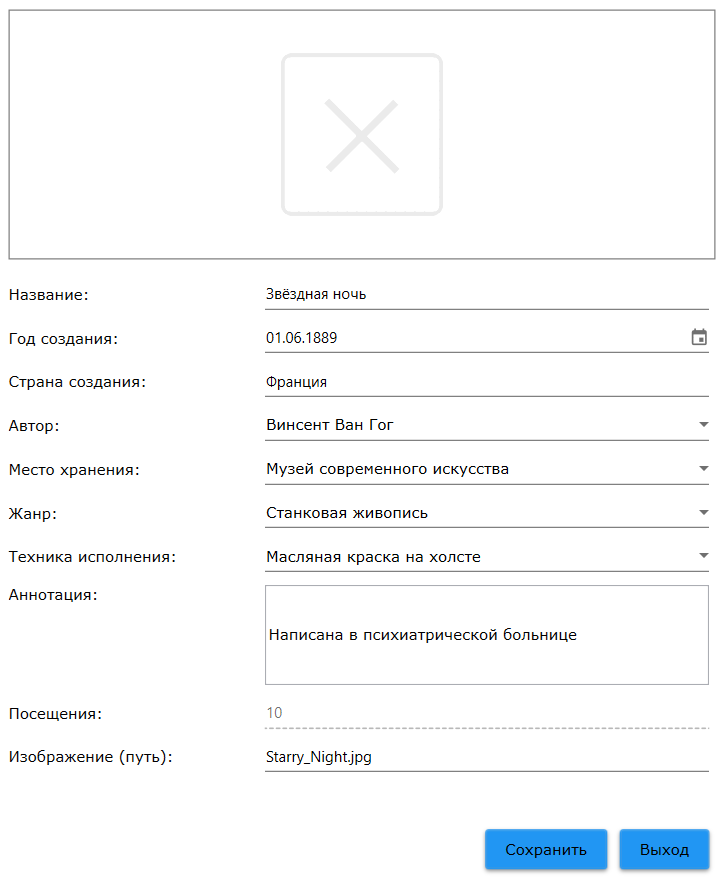 Название: Звёздная ночь
Год создания: 01.06.1889
Страна создания: Франция
Автор: Винсент Ван Гог
Место хранения: Музей современного искусства
Жанр: Станковая живопись
Техника исполнения: Масляная краска на холсте
Аннотация:
Написана в психиатрической больнице
Посещения: 10
Изображение (путь): Starry_Night.jpg
Сохранить Выход